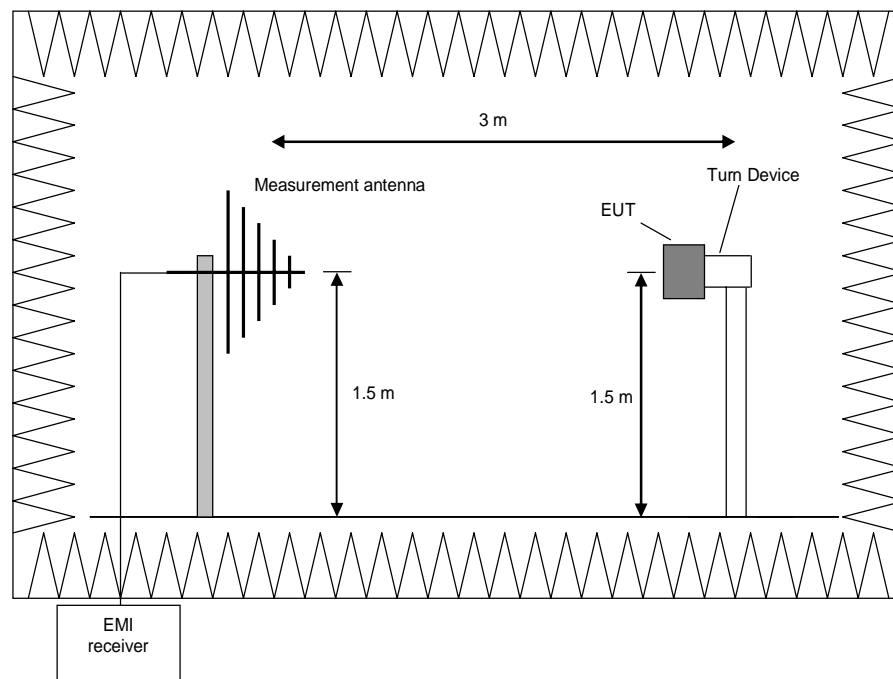 3 m
Measurement antenna
Turn Device
EUT
1.5 m
1.5 m
EMI
receiver